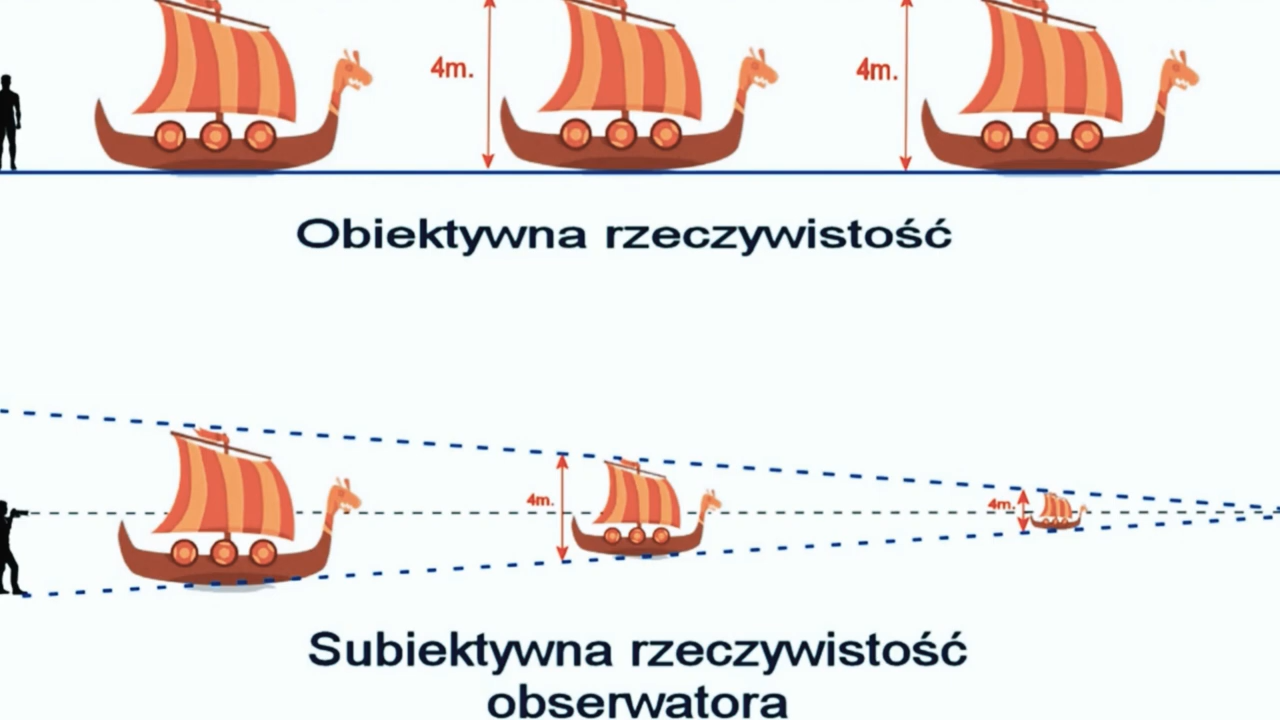 4m.
4m.
Obiektywna rzeczywistość
4m.
4m.
Subiektywna rzeczywistość
obserwatora